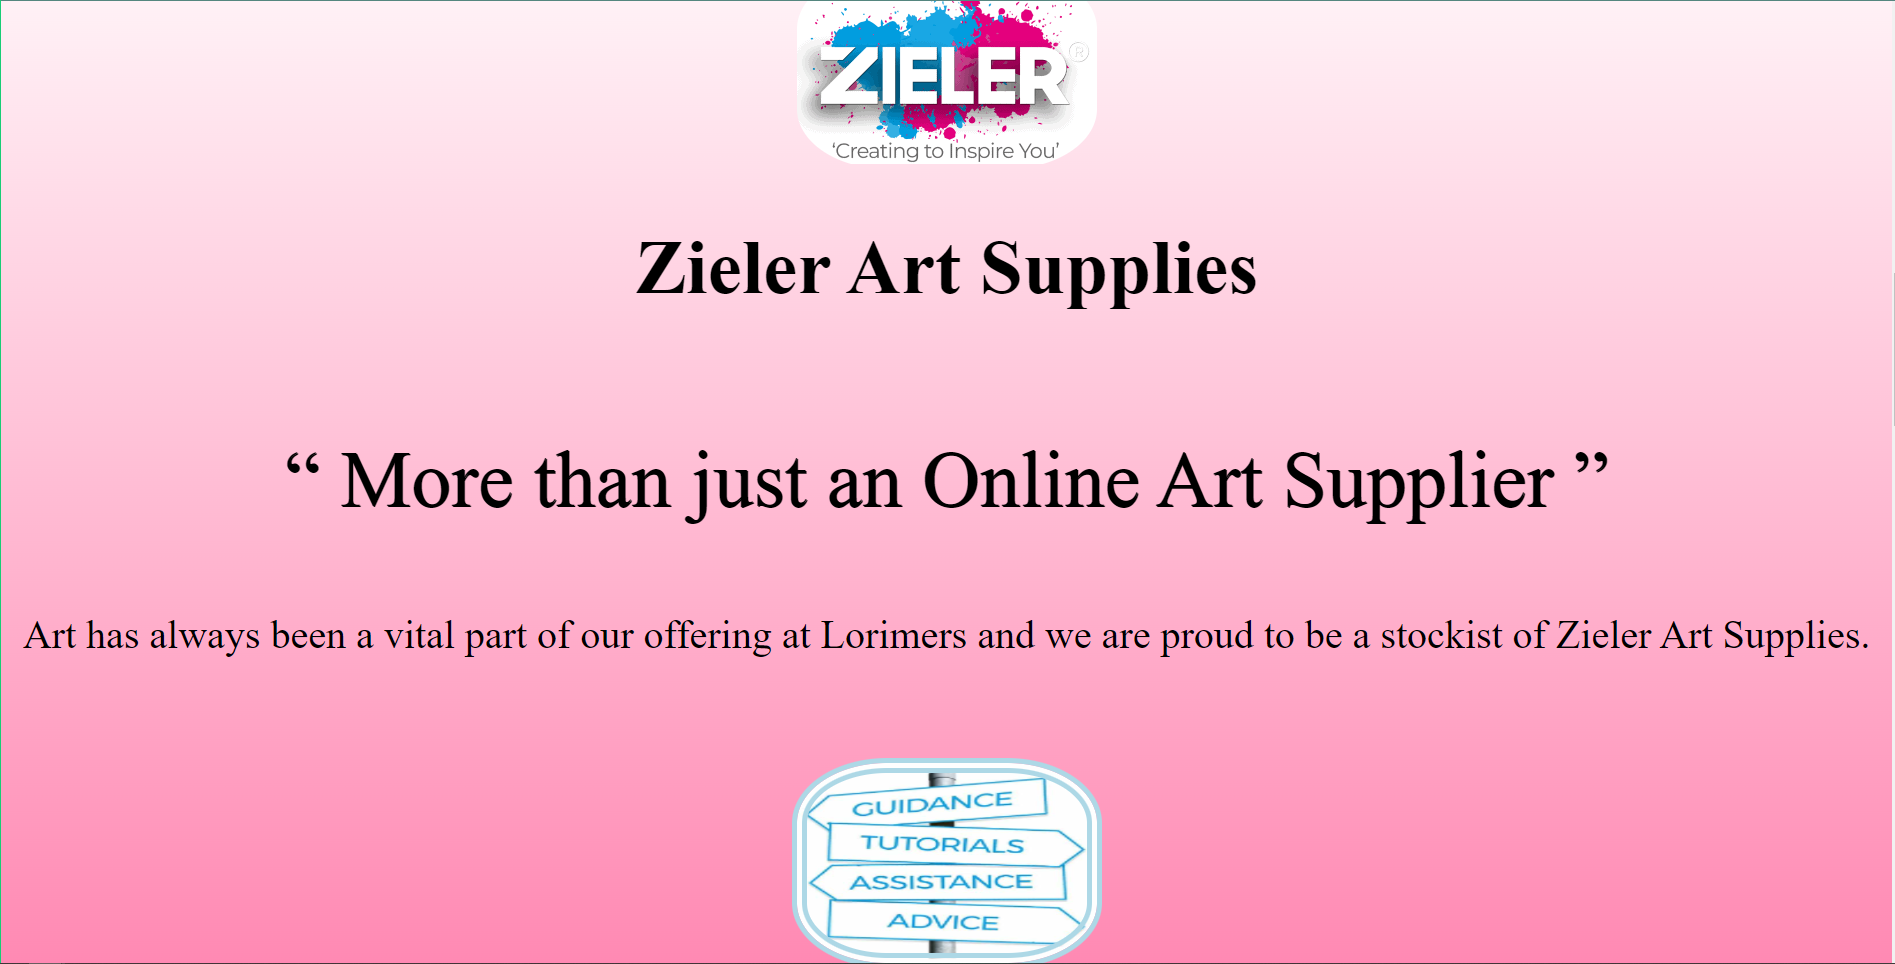 ZIELER®
‘Creating to Inspire You’
Zieler Art Supplies
“ More than just an Online Art Supplier ”
Art has always been a vital part of our offering at Lorimers and we are proud to be a stockist of Zieler Art Supplies.
GUIDANCE
TUTORIALS
ASSISTANCE
ADVICE